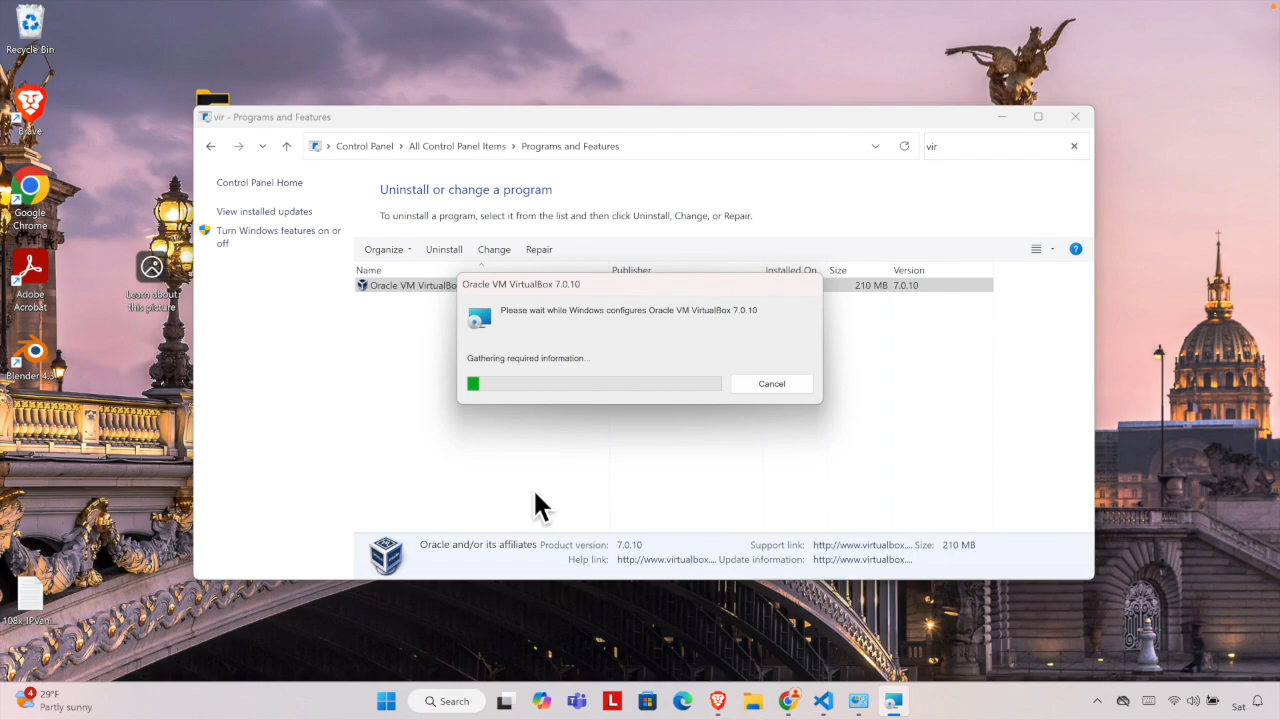 Recycle Bin
Brave
Google
Chrome
Adobe
Acrobat
Blender 4.3
108x_IPVani...
Learn about
this picture
vir - Programs and Features
Control Panel
All Control Panel Items
Programs and Features
vir
Control Panel Home
View installed updates
Turn Windows features on or
off
Uninstall or change a program
To uninstall a program, select it from the list and then click Uninstall, Change, or Repair.
Organize Uninstall Change Repair
Name Publisher Installed On Size Version
Oracle VM VirtualBo 210 MB 7.0.10
Oracle VM VirtualBox 7.0.10
Please wait while Windows configures Oracle VM VirtualBox 7.0.10
Gathering required information...
Cancel
Oracle and/or its affiliates Product version: 7.0.10 Support link: http://www.virtualbox.... Size: 210 MB
Help link: http://www.virtualbox.... Update information: http://www.virtualbox....
4
29°F
Partly sunny
Search
L
Sat